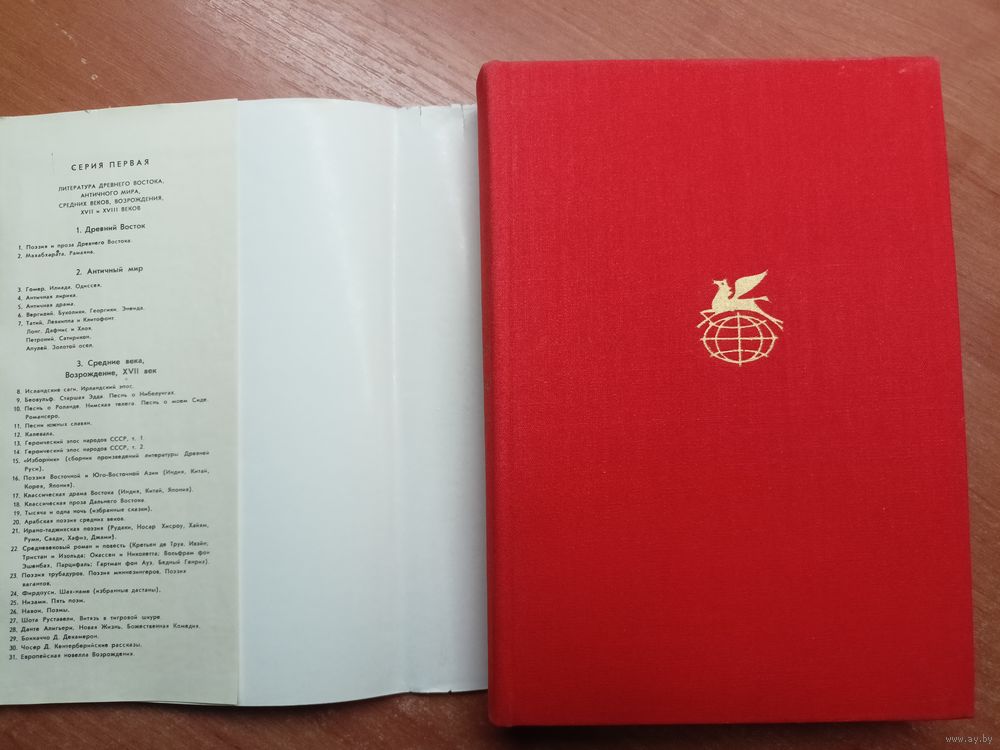 СЕРИЯ ПЕРВАЯ
ЛИТЕРАТУРА ДРЕВНЕГО ВОСТОКА,
АНТИЧНОГО МИРА,
СРЕДНИХ ВЕКОВ, ВОЗРОЖДЕНИЯ,
XVII и XVIII ВЕКОВ
1. Древний Восток
1. Поэзия и проза Древнего Востока.
2. Махабхарата. Рамаяна.
2. Античный мир
3. Гомер. Илиада. Одиссея.
4. Античная лирика.
5. Античная драма.
6. Вергилий. Буколики. Георгики. Энеида.
7. Татий. Левкиппа и Клитофонт.
Лонг. Дафнис и Хлоя.
Петроний. Сатирикон.
Апулей. Золотой осел.
3. Средние века,
Возрождение, XVII век
8. Исландские саги. Ирландский эпос.
9. Беовульф. Старшая Эдда. Песнь о Нибелунгах.
10. Песнь о Роланде. Нимская телега. Песнь о моем Сиде.
Романсеро.
11. Песни южных славян.
12. Калевала.
13. Героический эпос народов СССР, т. 1.
14. Героический эпос народов СССР, т. 2.
15. «Изборник» (сборник произведений литературы Древней
Руси).
16. Поэзия Восточной и Юго-Восточной Азии (Индия, Китай,
Корея, Япония).
17. Классическая драма Востока (Индия, Китай, Япония).
18. Классическая проза Дальнего Востока.
19. Тысяча и одна ночь (избранные сказки).
20. Арабская поэзия средних веков.
21. Ирано-таджикская поэзия (Рудаки, Носир Хисроу, Хайям,
Руми, Саади, Хафиз, Джами).
22. Средневековый роман и повесть (Кретьен де Труа. Ивэйн;
Тристан и Изольда; Окассен и Николетта; Вольфрам фон
Эшенбах. Парцифаль; Гартман фон Ауэ. Бедный Генрих).
23. Поэзия трубадуров. Поэзия миннезингеров. Поэзия
вагантов.
24. Фирдоуси. Шах-наме (избранные дастаны).
25. Низами. Пять поэм.
26. Навои. Поэмы.
27. Шота Руставели. Витязь в тигровой шкуре.
28. Данте Алигьери. Новая Жизнь. Божественная Комедия.
29. Боккаччо Д. Декамерон.
30. Чосер Д. Кентерберийские рассказы.
31. Европейская новелла Возрождения.
www.ay.by